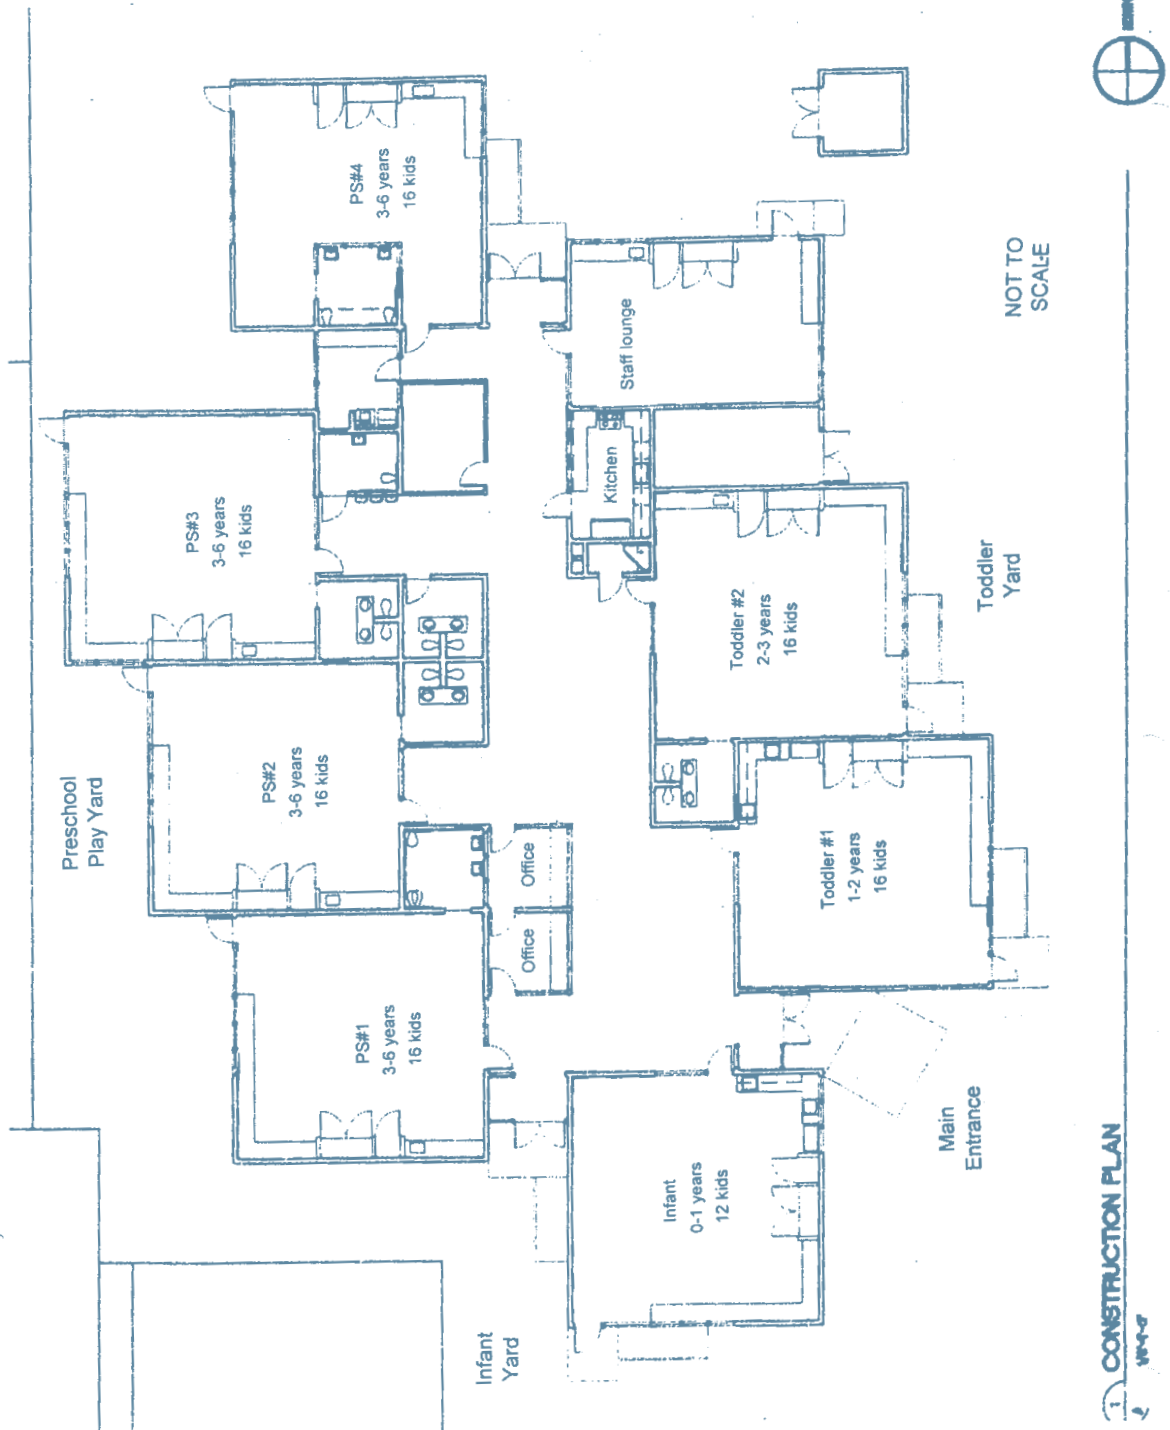 Preschool
Play Yard
PS#1
3-6 years
16 kids
PS#2
3-6 years
16 kids
PS#3
3-6 years
16 kids
PS#4
3-6 years
16 kids
Office
Office
Kitchen
Staff lounge
Infant
0-1 years
12 kids
Toddler #1
1-2 years
16 kids
Toddler #2
2-3 years
16 kids
Infant
Yard
Main
Entrance
Toddler
Yard
NOT TO
SCALE
1 CONSTRUCTION PLAN